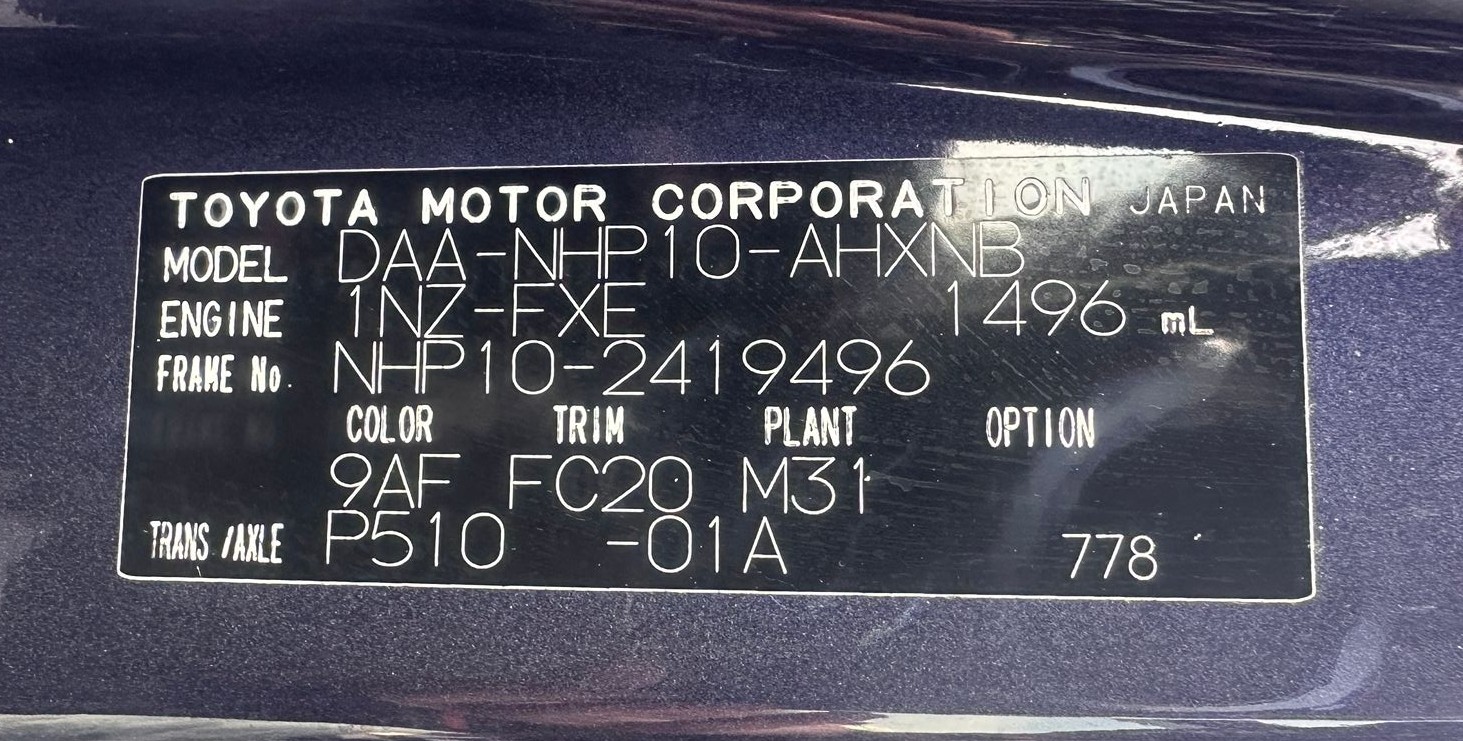 TOYOTA MOTOR CORPORATION JAPAN
MODEL DAA-NHP10-AHXNB
ENGINE 1NZ-FXE 1496 mL
FRAME No. NHP10-2419496
COLOR TRIM PLANT OPTION
9AF FC20 M31
TRANS/AXLE P510 -01A 778